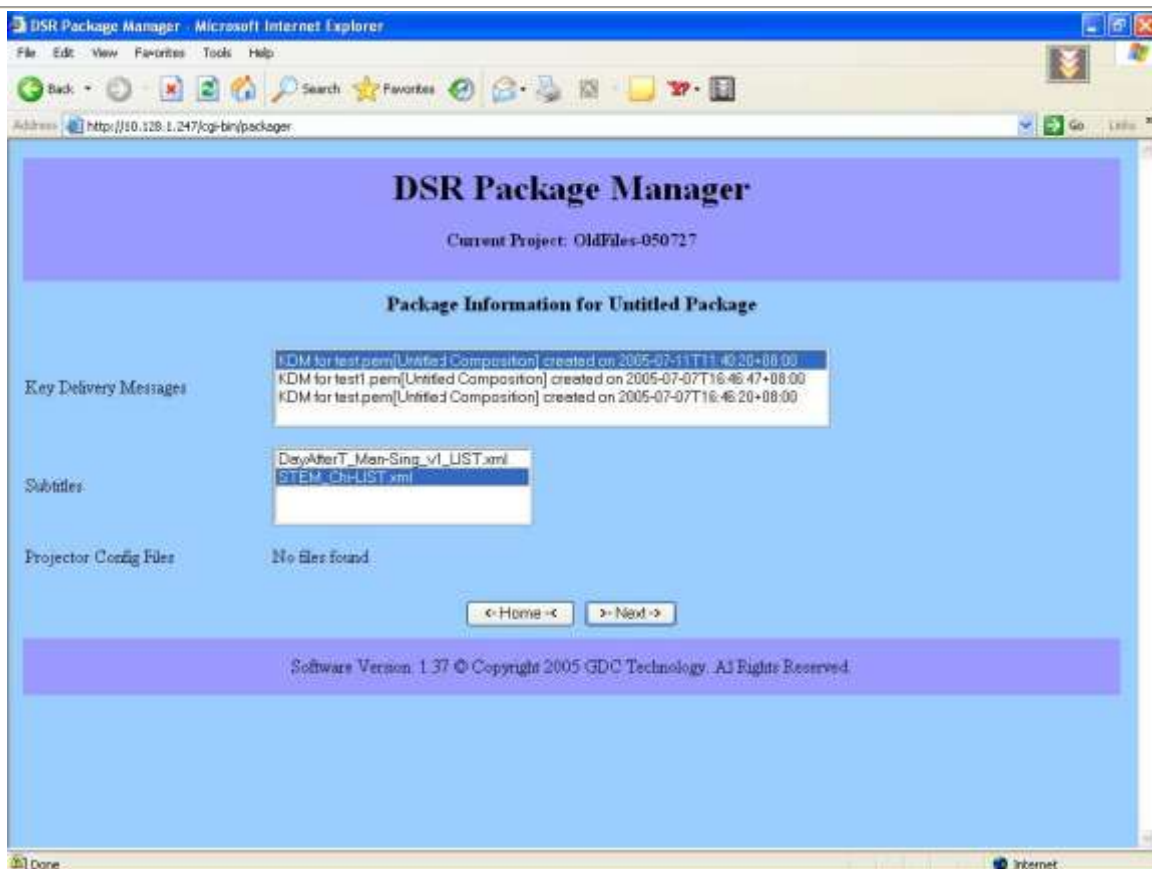 DSR Package Manager - Microsoft Internet Explorer
File Edit View Favorites Tools Help
Back Search Favorites
Address http://10.128.1.247/cgi-bin/packager Go Links
DSR Package Manager
Current Project: OldFiles-050727
Package Information for Untitled Package
Key Delivery Messages
KDM for test.pem[Untitled Composition] created on 2005-07-11T11:40:20+08:00
KDM for test1.pem[Untitled Composition] created on 2005-07-07T16:46:47+08:00
KDM for test.pem[Untitled Composition] created on 2005-07-07T16:46:20+08:00
Subtitles
DayAfterT_Man-Sing_v1_LIST.xml
STEM_Chi-LIST.xml
Projector Config Files No files found
<- Home -< >- Next ->
Software Version 1.37 © Copyright 2005 GDC Technology. All Rights Reserved.
Done Internet